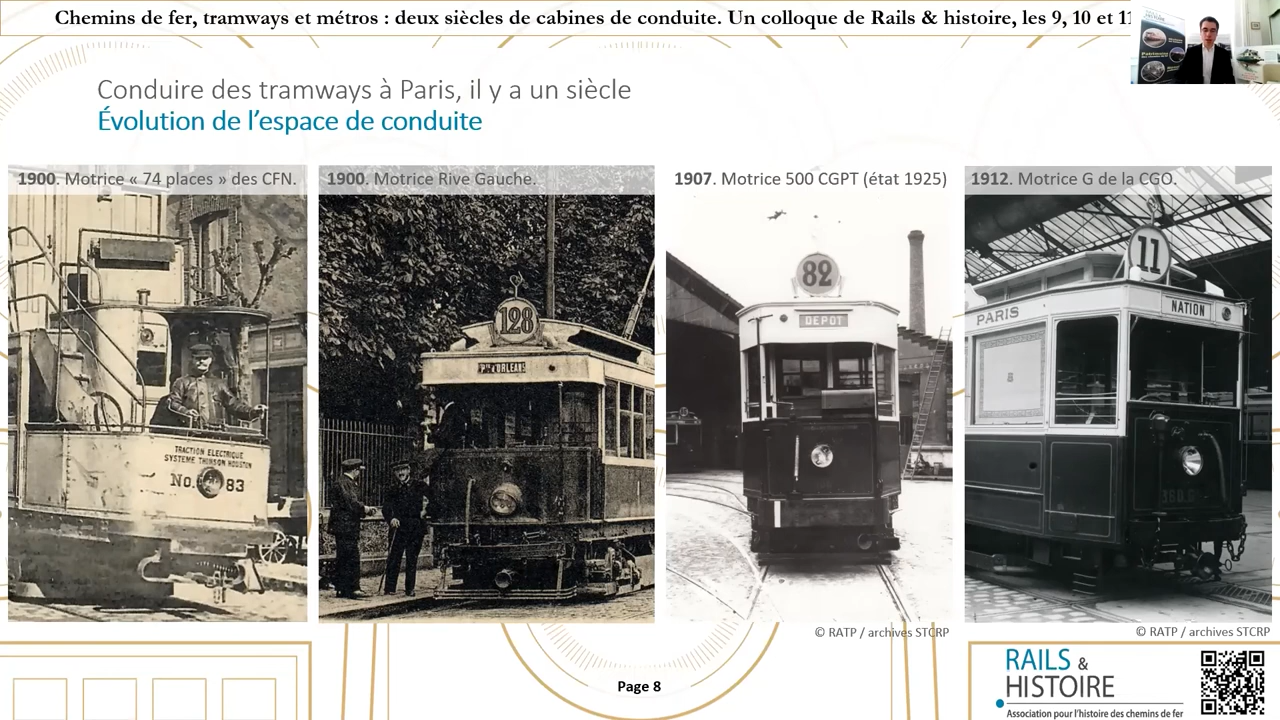 Chemins de fer, tramways et métros : deux siècles de cabines de conduite. Un colloque de Rails & histoire, les 9, 10 et 11
Conduire des tramways à Paris, il y a un siècle
Évolution de l'espace de conduite
1900. Motrice « 74 places » des CFN.
TRACTION ELECTRIQUE
SYSTEME THOMSON HOUSTON
No. 83
1900. Motrice Rive Gauche.
128
1907. Motrice 500 CGPT (état 1925)
82
DEPOT
1912. Motrice G de la CGO.
11
PARIS
NATION
© RATP / archives STCRP
© RATP / archives STCRP
Page 8
RAILS &
HISTOIRE
Association pour l'histoire des chemins de fer